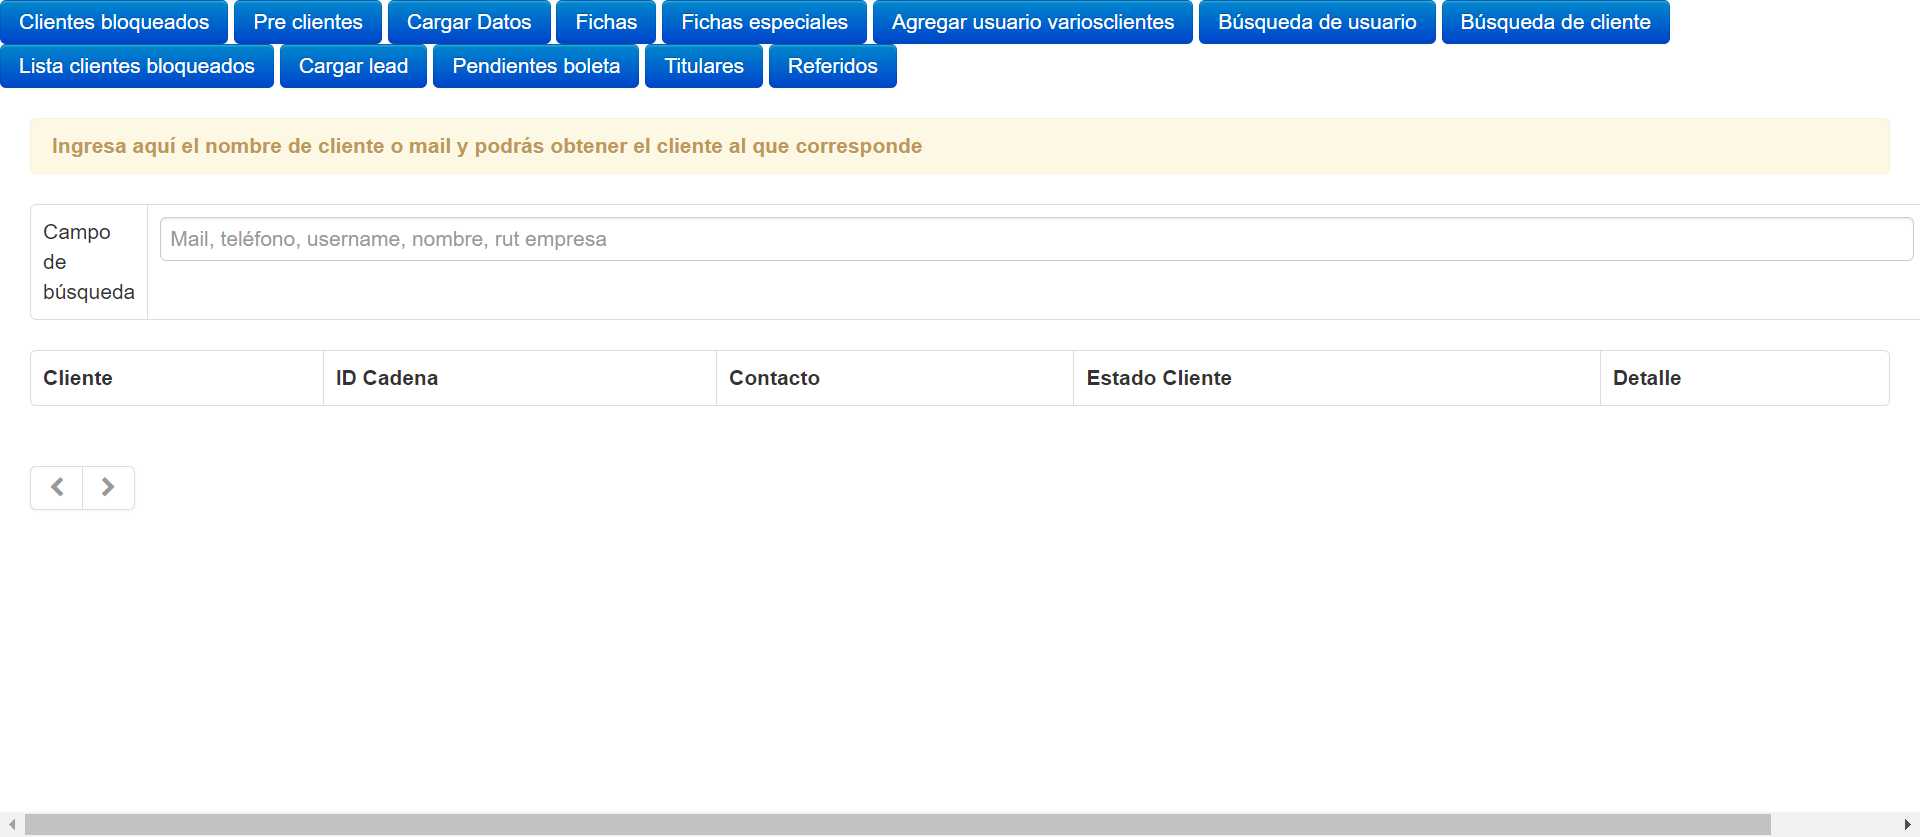 Clientes bloqueados Pre clientes Cargar Datos Fichas Fichas especiales Agregar usuario variosclientes Búsqueda de usuario Búsqueda de cliente
Lista clientes bloqueados Cargar lead Pendientes boleta Titulares Referidos
Ingresa aquí el nombre de cliente o mail y podrás obtener el cliente al que corresponde
Campo
de
búsqueda
Mail, teléfono, username, nombre, rut empresa
Cliente ID Cadena Contacto Estado Cliente Detalle